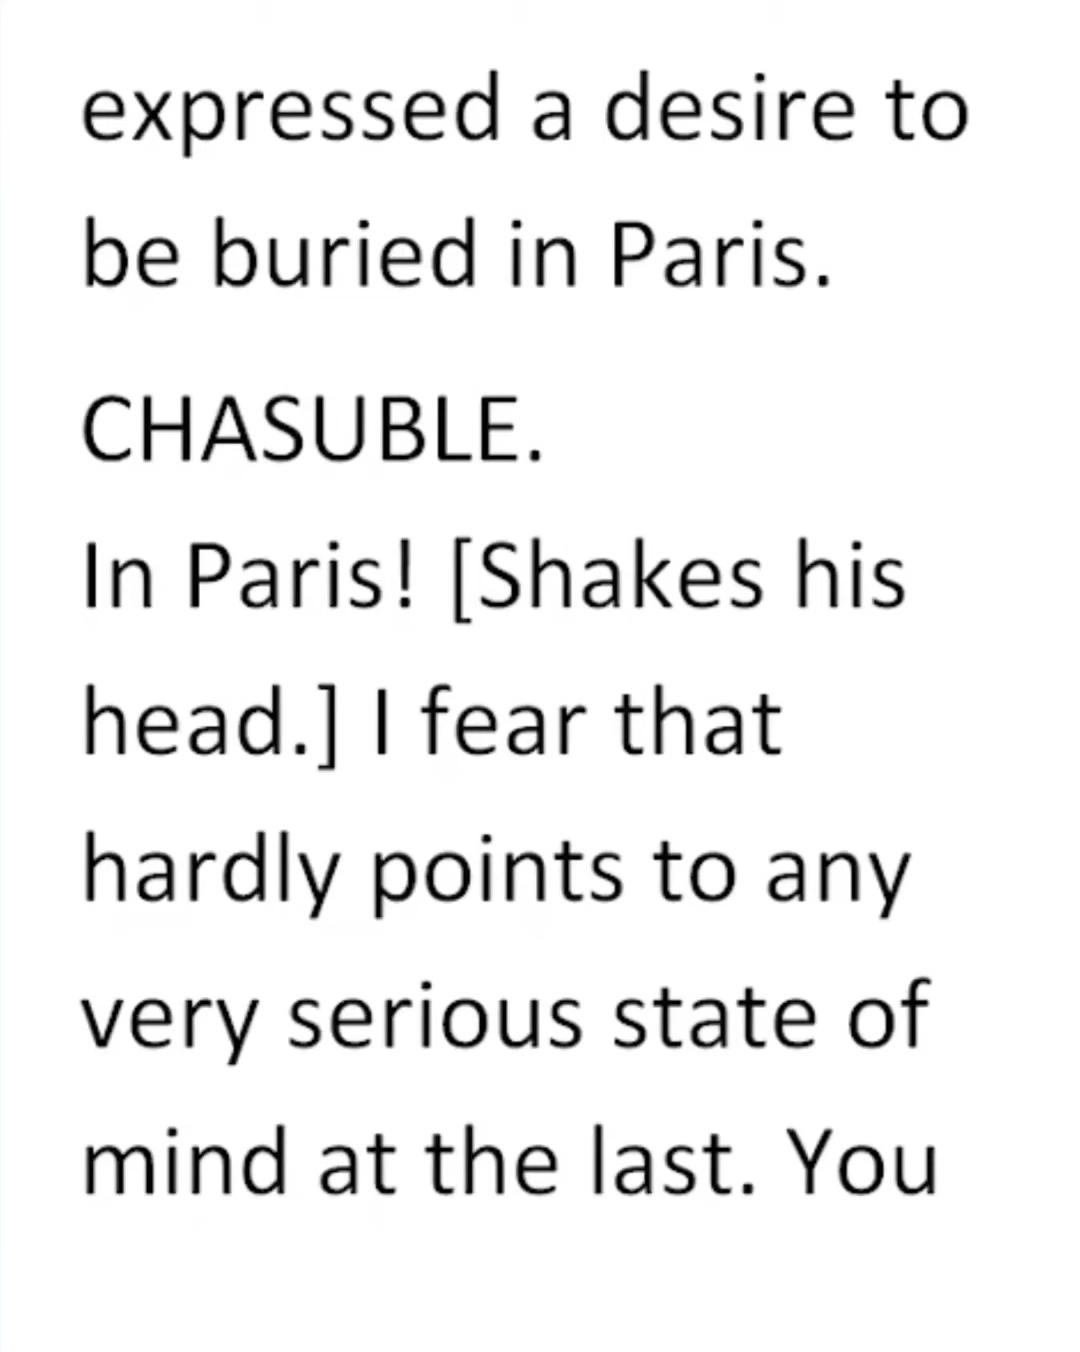 expressed a desire to
be buried in Paris.
CHASUBLE.
In Paris! [Shakes his
head.] I fear that
hardly points to any
very serious state of
mind at the last. You